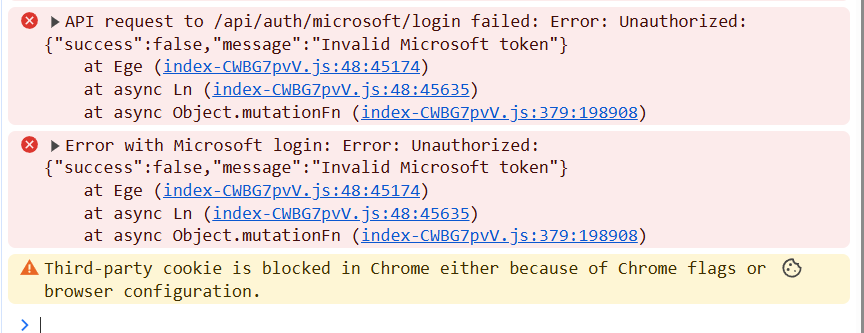 API request to /api/auth/microsoft/login failed: Error: Unauthorized:
{"success":false,"message":"Invalid Microsoft token"}
at Ege (index-CWBG7pvV.js:48:45174)
at async Ln (index-CWBG7pvV.js:48:45635)
at async Object.mutationFn (index-CWBG7pvV.js:379:198908)
Error with Microsoft login: Error: Unauthorized:
{"success":false,"message":"Invalid Microsoft token"}
at Ege (index-CWBG7pvV.js:48:45174)
at async Ln (index-CWBG7pvV.js:48:45635)
at async Object.mutationFn (index-CWBG7pvV.js:379:198908)
Third-party cookie is blocked in Chrome either because of Chrome flags or
browser configuration.